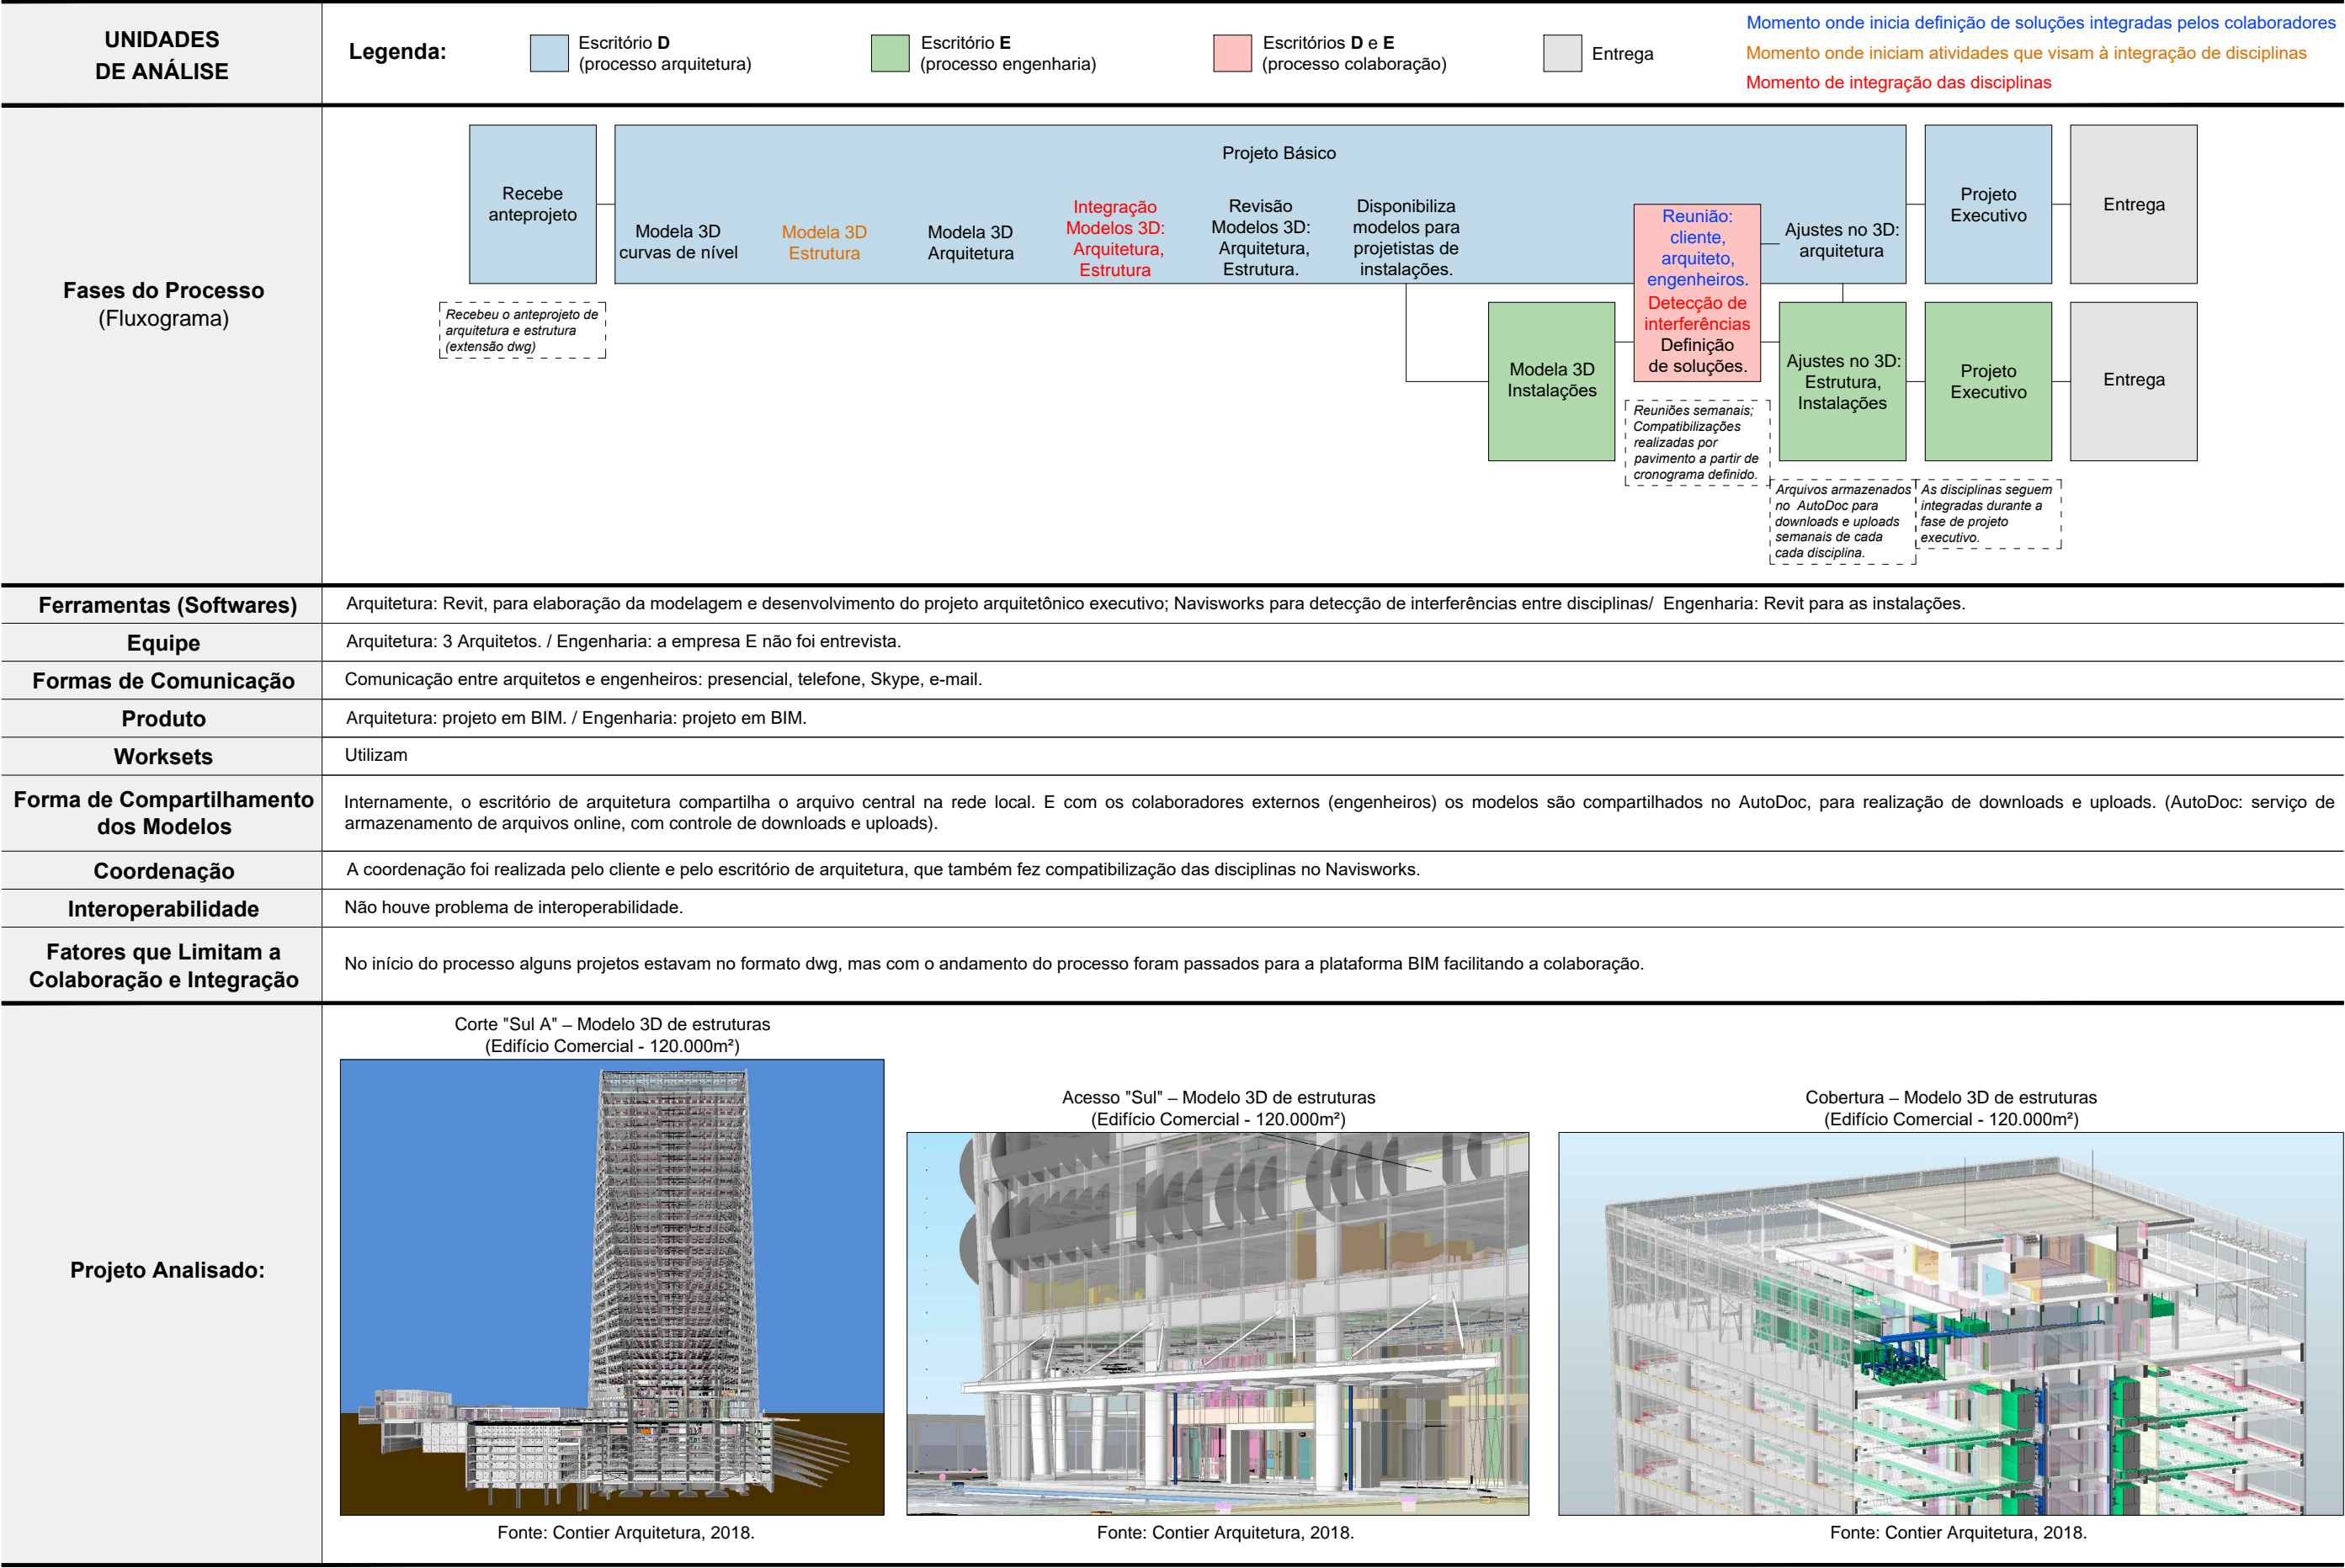 UNIDADES
DE ANÁLISE
Legenda:
Escritório D
(processo arquitetura)
Escritório E
(processo engenharia)
Escritórios D e E
(processo colaboração)
Entrega
Momento onde inicia definição de soluções integradas pelos colaboradores
Momento onde iniciam atividades que visam à integração de disciplinas
Momento de integração das disciplinas
Fases do Processo
(Fluxograma)
Recebe
anteprojeto
Recebeu o anteprojeto de
arquitetura e estrutura
(extensão dwg)
Projeto Básico
Modela 3D
curvas de nível
Modela 3D
Estrutura
Modela 3D
Arquitetura
Integração
Modelos 3D:
Arquitetura,
Estrutura
Revisão
Modelos 3D:
Arquitetura,
Estrutura.
Disponibiliza
modelos para
projetistas de
instalações.
Modela 3D
Instalações
Reunião:
cliente,
arquiteto,
engenheiros.
Detecção de
interferências
Definição
de soluções.
Reuniões semanais;
Compatibilizações
realizadas por
pavimento a partir de
cronograma definido.
Ajustes no 3D:
arquitetura
Ajustes no 3D:
Estrutura,
Instalações
Arquivos armazenados
no AutoDoc para
downloads e uploads
semanais de cada
cada disciplina.
Projeto
Executivo
Projeto
Executivo
As disciplinas seguem
integradas durante a
fase de projeto
executivo.
Entrega
Entrega
Ferramentas (Softwares)
Arquitetura: Revit, para elaboração da modelagem e desenvolvimento do projeto arquitetônico executivo; Navisworks para detecção de interferências entre disciplinas/ Engenharia: Revit para as instalações.
Equipe
Arquitetura: 3 Arquitetos. / Engenharia: a empresa E não foi entrevista.
Formas de Comunicação
Comunicação entre arquitetos e engenheiros: presencial, telefone, Skype, e-mail.
Produto
Arquitetura: projeto em BIM. / Engenharia: projeto em BIM.
Worksets
Utilizam
Forma de Compartilhamento
dos Modelos
Internamente, o escritório de arquitetura compartilha o arquivo central na rede local. E com os colaboradores externos (engenheiros) os modelos são compartilhados no AutoDoc, para realização de downloads e uploads. (AutoDoc: serviço de
armazenamento de arquivos online, com controle de downloads e uploads).
Coordenação
A coordenação foi realizada pelo cliente e pelo escritório de arquitetura, que também fez compatibilização das disciplinas no Navisworks.
Interoperabilidade
Não houve problema de interoperabilidade.
Fatores que Limitam a
Colaboração e Integração
No início do processo alguns projetos estavam no formato dwg, mas com o andamento do processo foram passados para a plataforma BIM facilitando a colaboração.
Projeto Analisado:
Corte "Sul A" – Modelo 3D de estruturas
(Edifício Comercial - 120.000m²)
Fonte: Contier Arquitetura, 2018.
Acesso "Sul" – Modelo 3D de estruturas
(Edifício Comercial - 120.000m²)
Fonte: Contier Arquitetura, 2018.
Cobertura – Modelo 3D de estruturas
(Edifício Comercial - 120.000m²)
Fonte: Contier Arquitetura, 2018.